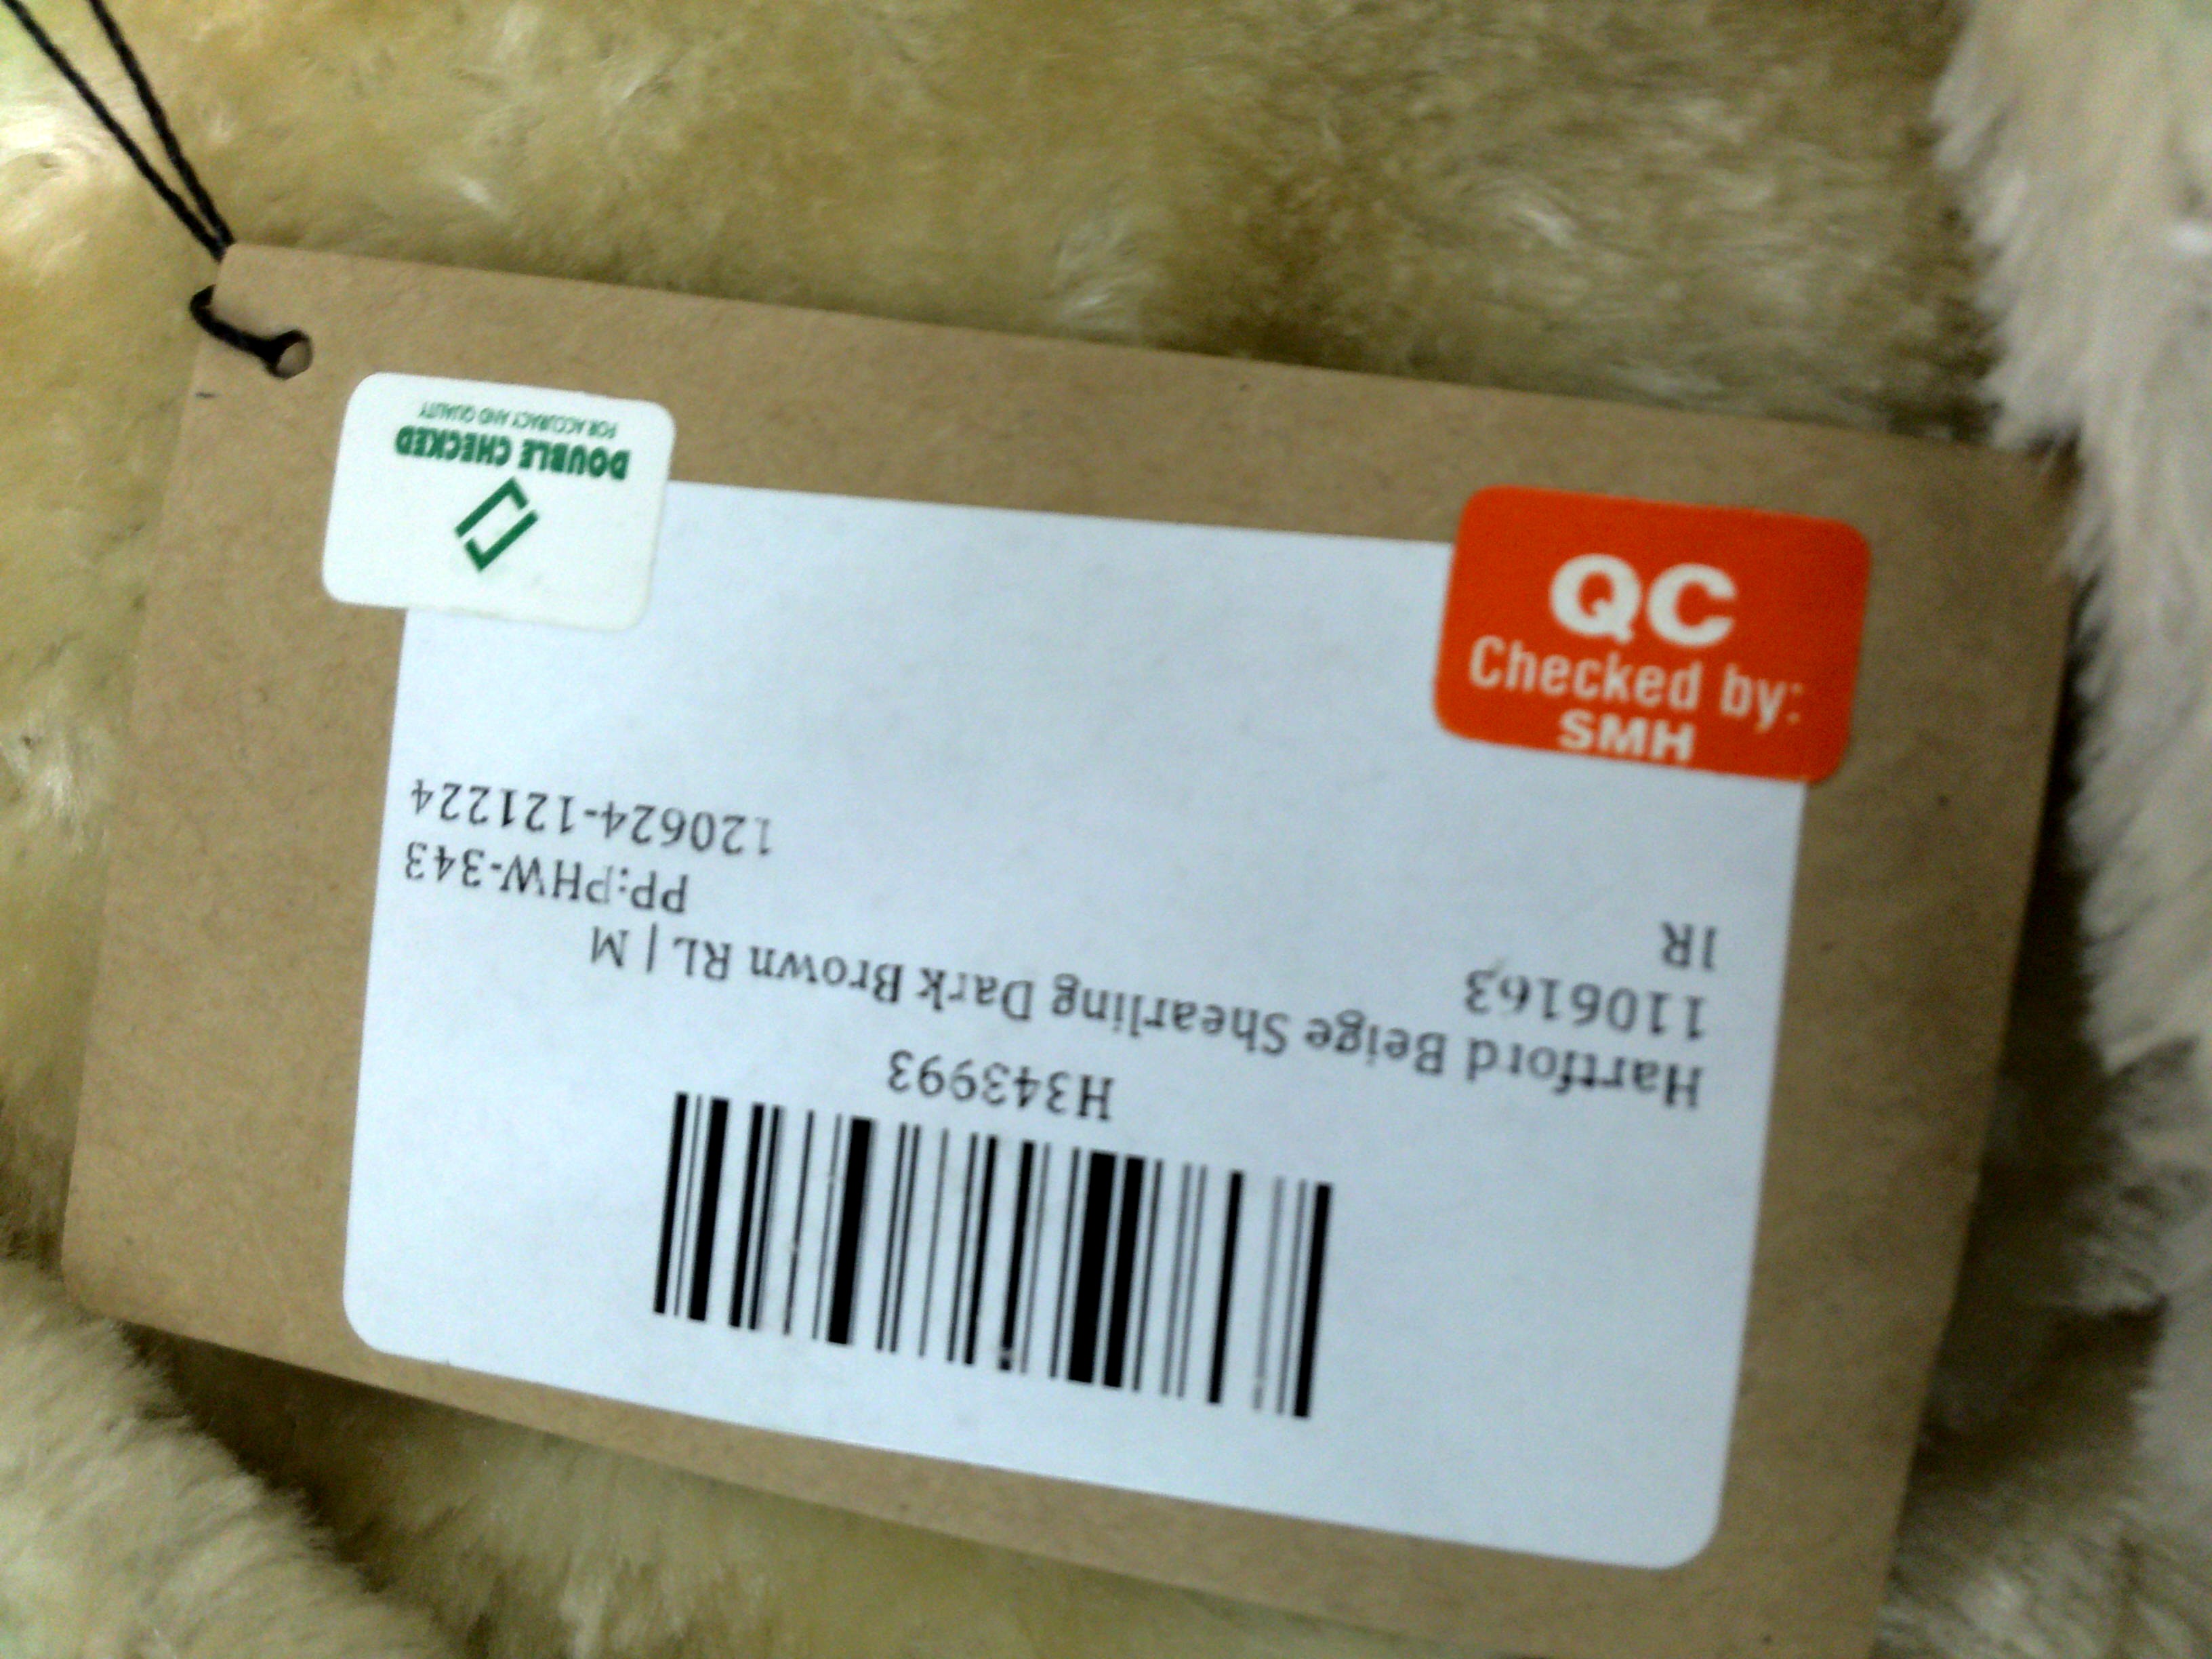 H343993
Hartford Beige Shearling Dark Brown RL | M
1106163
PP:PHW-343
IR
120624-121224
QC
Checked by:
SMH
DOUBLE CHECKED
FOR ACCURACY AND QUALITY